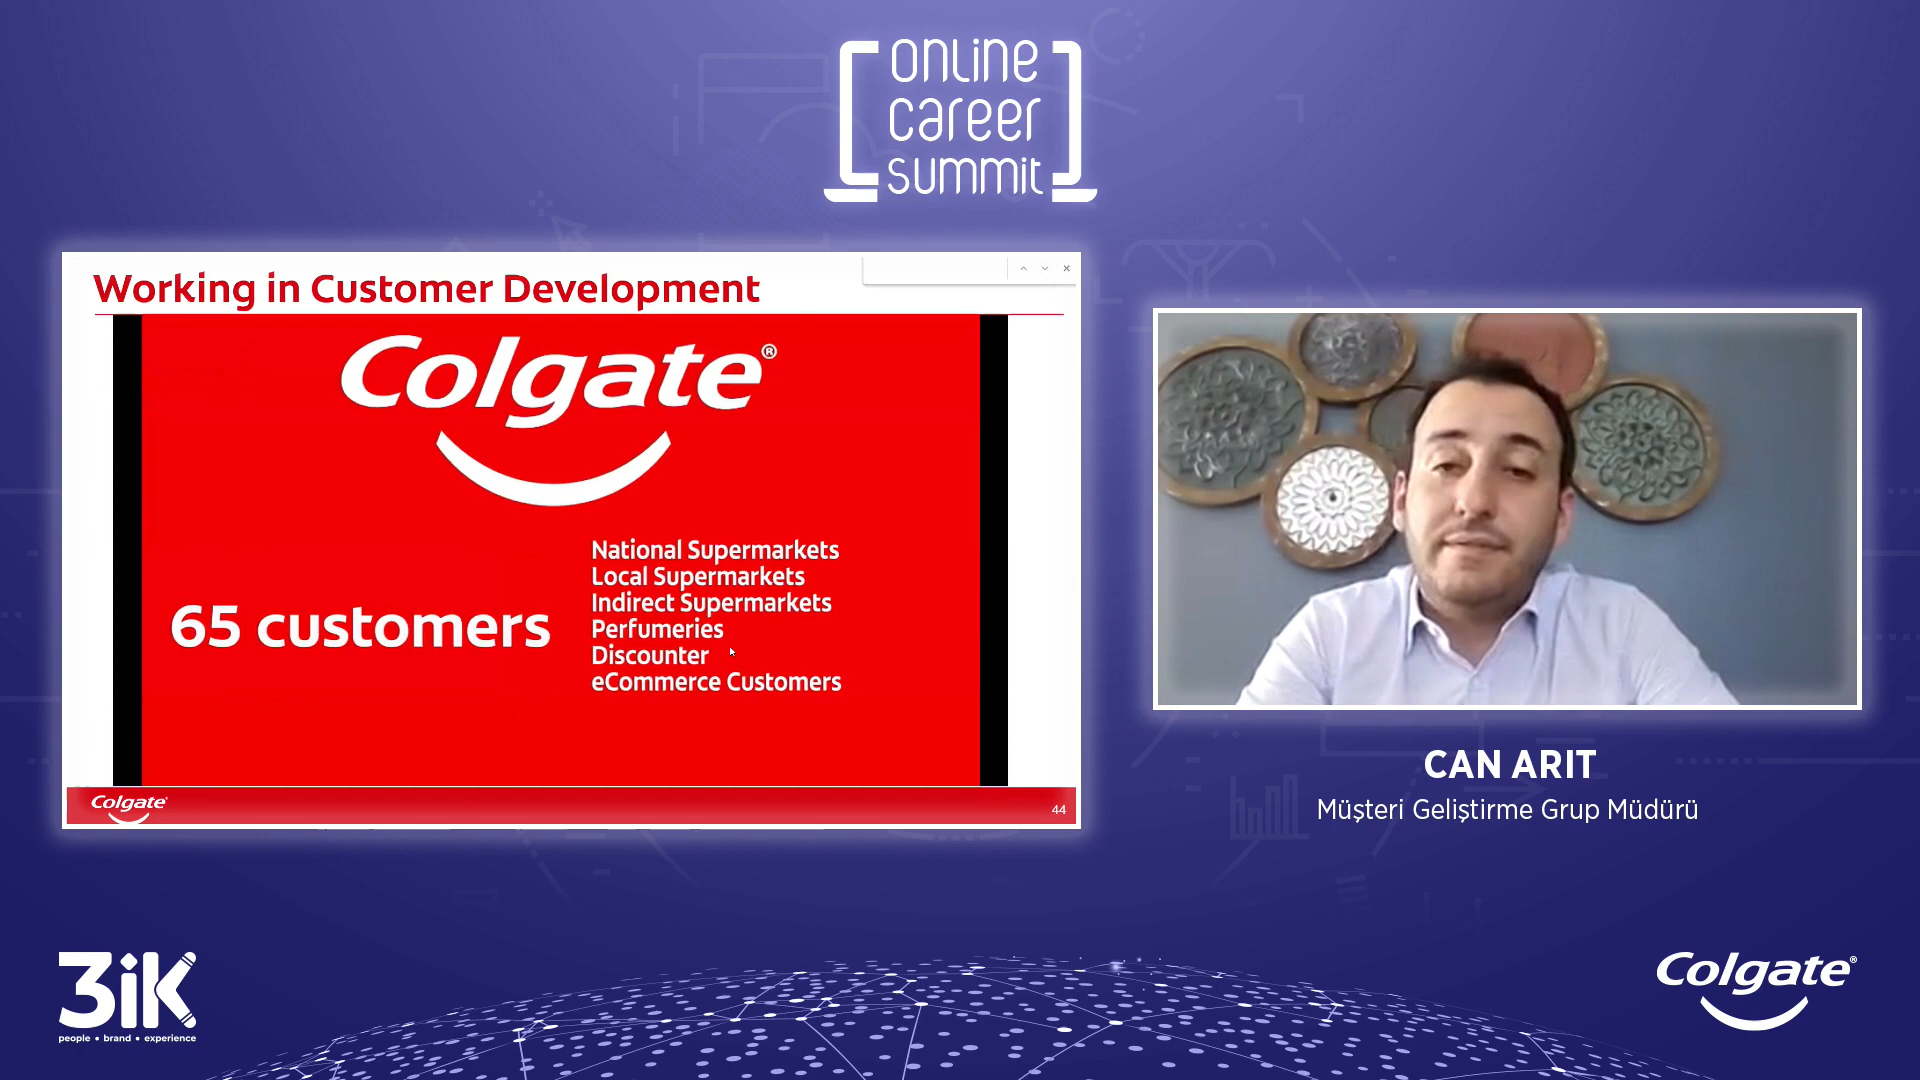 online
career
summit
Working in Customer Development
Colgate®
65 customers
National Supermarkets
Local Supermarkets
Indirect Supermarkets
Perfumeries
Discounter
eCommerce Customers
Colgate®
44
CAN ARIT
Müşteri Geliştirme Grup Müdürü
3iK
people • brand • experience
Colgate®